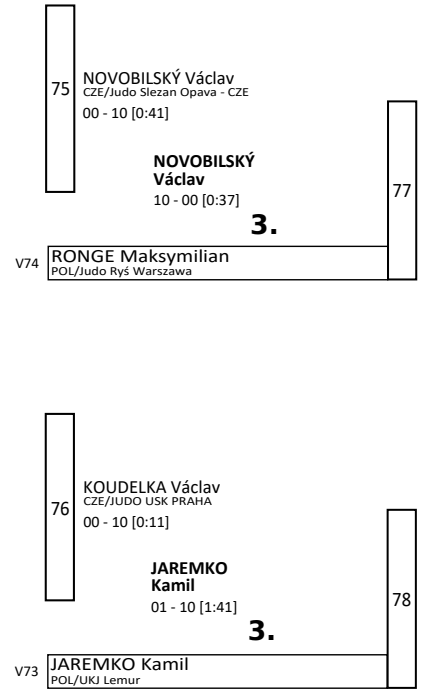 75
NOVOBILSKÝ Václav
CZE/Judo Slezan Opava - CZE
00 - 10 [0:41]
NOVOBILSKÝ
Václav
10 - 00 [0:37]
77
3.
V74
RONGE Maksymilian
POL/Judo Ryś Warszawa
76
KOUDELKA Václav
CZE/JUDO USK PRAHA
00 - 10 [0:11]
JAREMKO
Kamil
01 - 10 [1:41]
78
3.
V73
JAREMKO Kamil
POL/UKJ Lemur